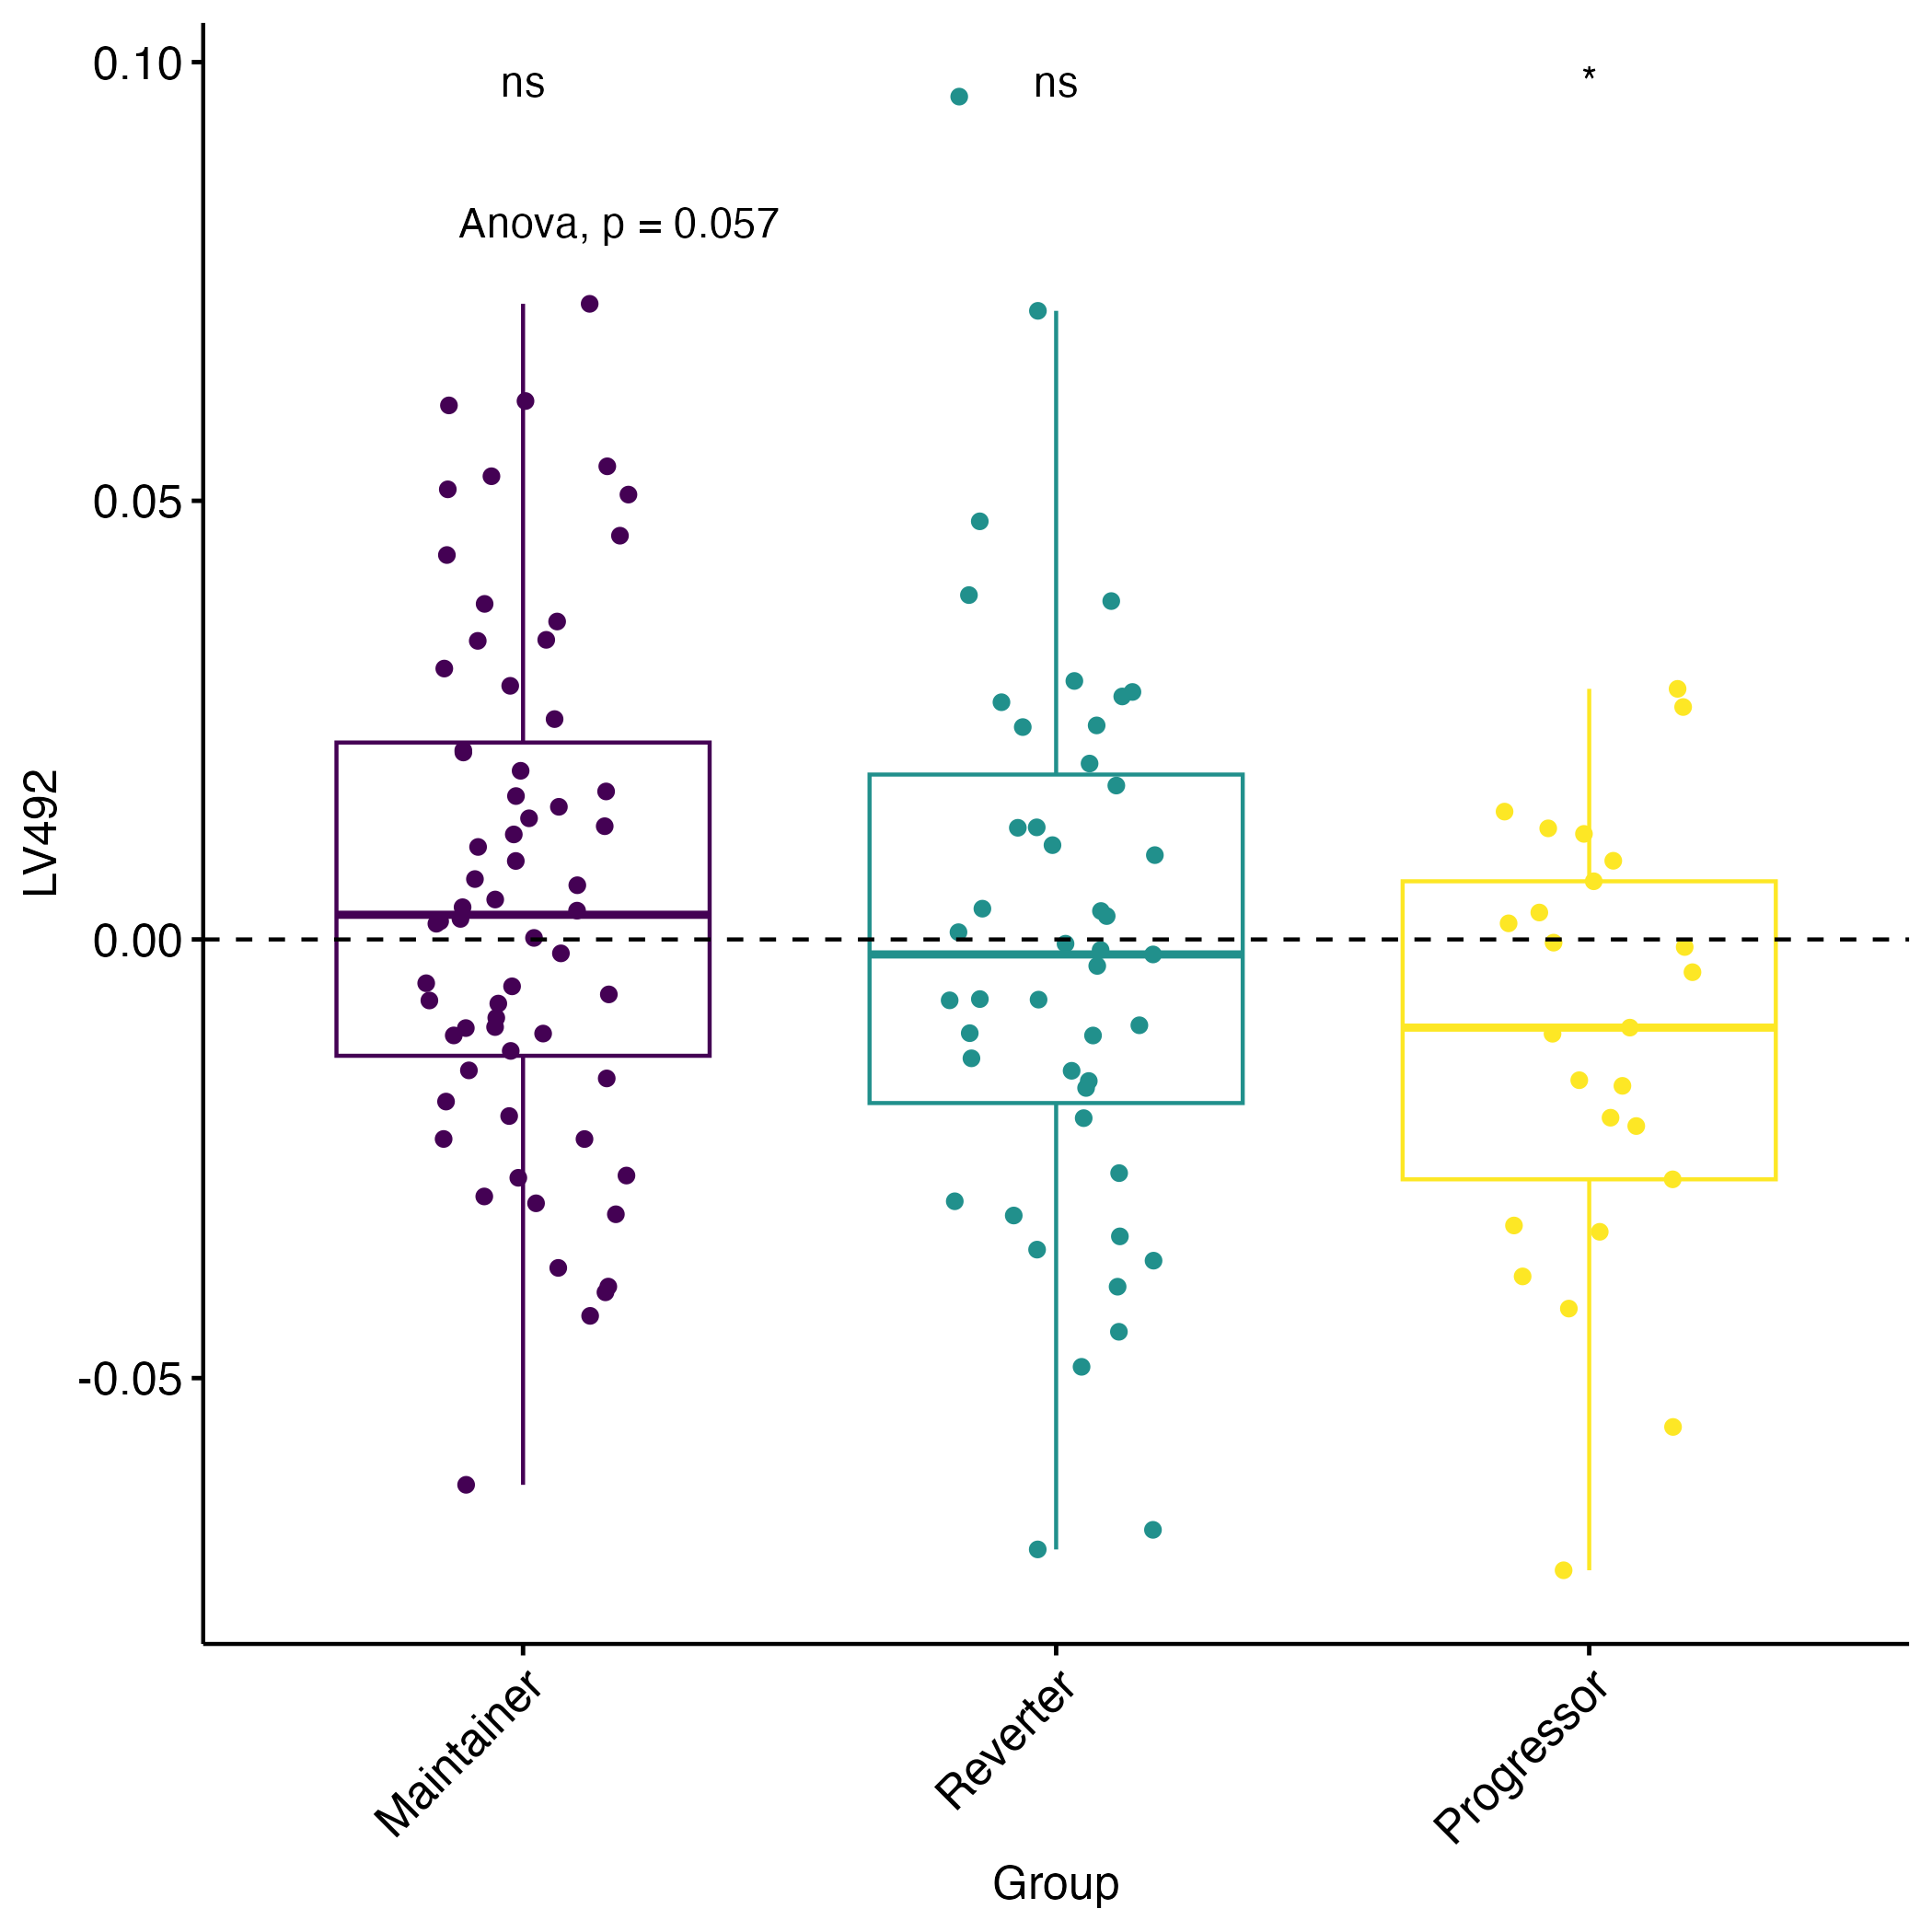 0.10
ns
ns
*
Anova, p = 0.057
0.05
LV492
0.00
-0.05
Maintainer
Reverter
Progressor
Group